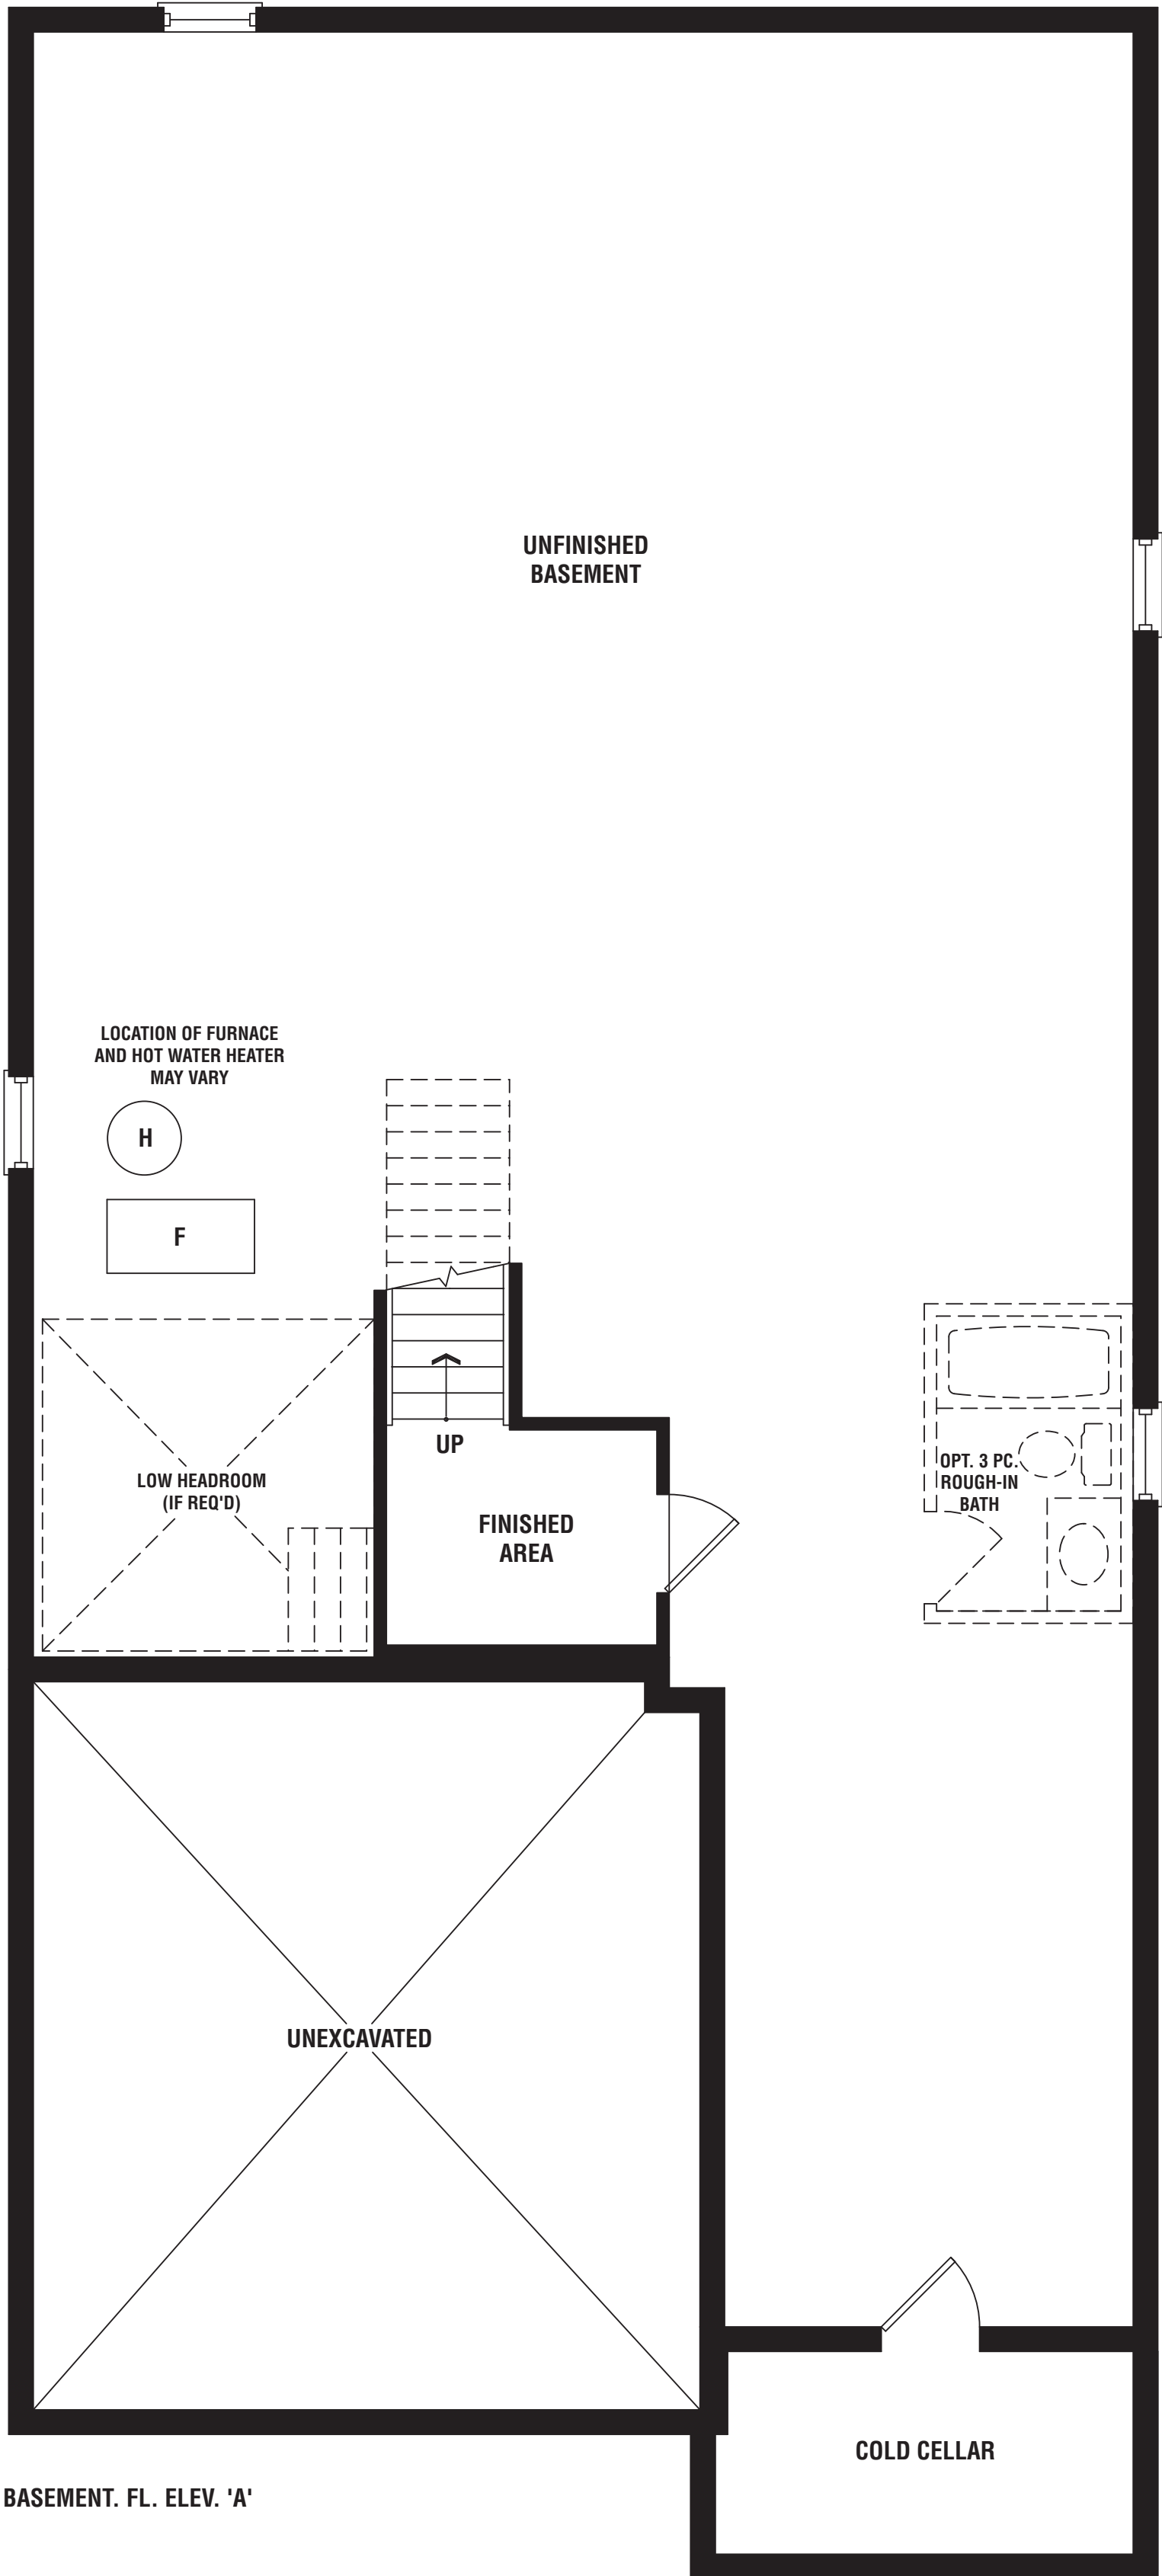 UNFINISHED
BASEMENT
LOCATION OF FURNACE
AND HOT WATER HEATER
MAY VARY
H
F
UP
LOW HEADROOM
(IF REQ'D)
OPT. 3 PC.
ROUGH-IN
BATH
FINISHED
AREA
UNEXCAVATED
COLD CELLAR
BASEMENT. FL. ELEV. 'A'